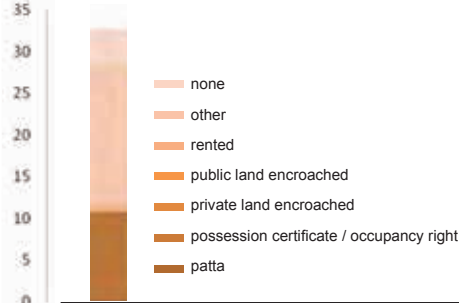 35
30
25
20
15
10
5
0
none
other
rented
public land encroached
private land encroached
possession certificate / occupancy right
patta